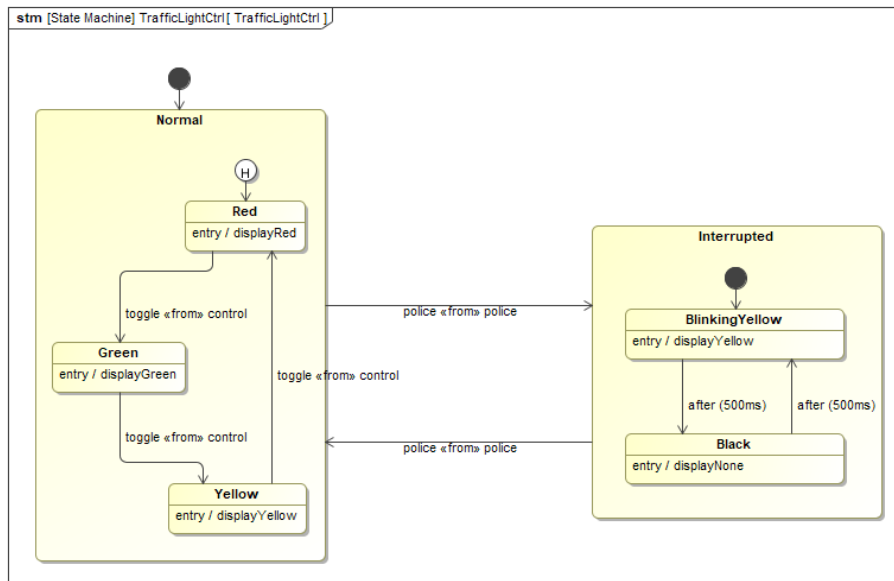 stm [State Machine] TrafficLightCtrl[ TrafficLightCtrl ]
Normal
H
Red
entry / displayRed
toggle «from» control
Green
entry / displayGreen
toggle «from» control
toggle «from» control
Yellow
entry / displayYellow
police «from» police
police «from» police
Interrupted
BlinkingYellow
entry / displayYellow
after (500ms)
after (500ms)
Black
entry / displayNone